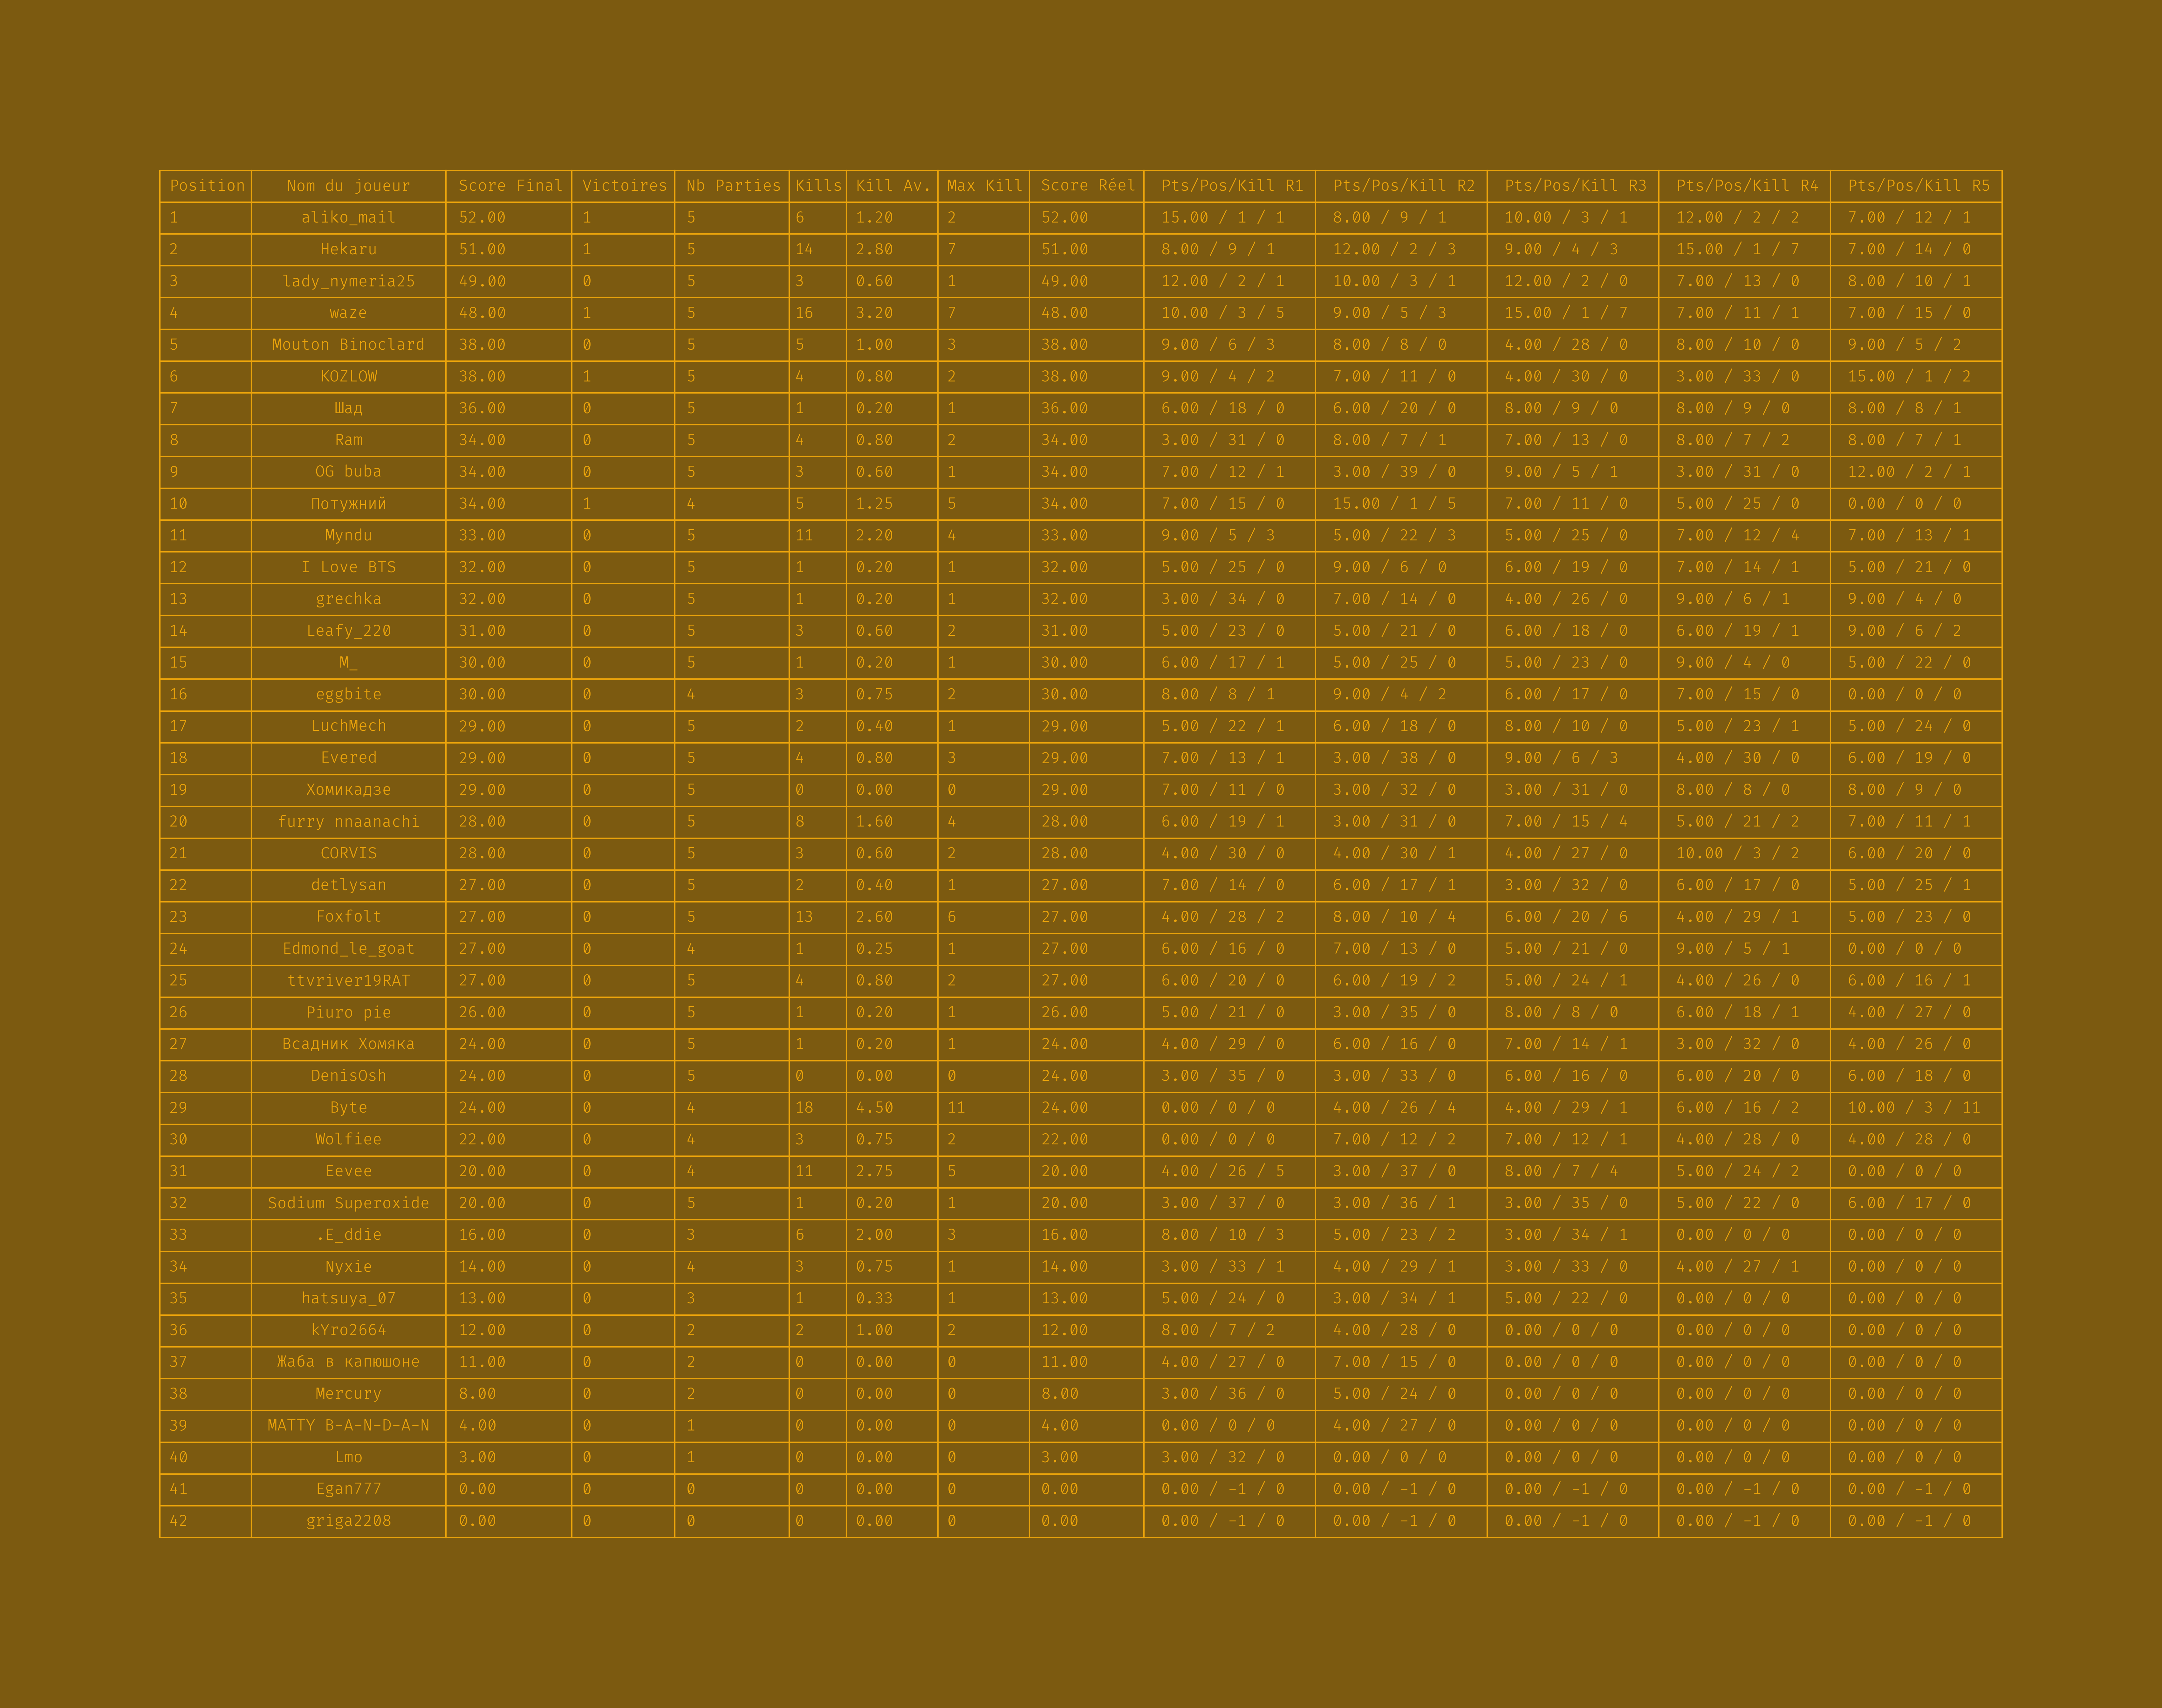 Position Nom du joueur Score Final Victoires Nb Parties Kills Kill Av. Max Kill Score Réel Pts/Pos/Kill R1 Pts/Pos/Kill R2 Pts/Pos/Kill R3 Pts/Pos/Kill R4 Pts/Pos/Kill R5
1 aliko_mail 52.00 1 5 6 1.20 2 52.00 15.00 / 1 / 1 8.00 / 9 / 1 10.00 / 3 / 1 12.00 / 2 / 2 7.00 / 12 / 1
2 Hekaru 51.00 1 5 14 2.80 7 51.00 8.00 / 9 / 1 12.00 / 2 / 3 9.00 / 4 / 3 15.00 / 1 / 7 7.00 / 14 / 0
3 lady_nymeria25 49.00 0 5 3 0.60 1 49.00 12.00 / 2 / 1 10.00 / 3 / 1 12.00 / 2 / 0 7.00 / 13 / 0 8.00 / 10 / 1
4 waze 48.00 1 5 16 3.20 7 48.00 10.00 / 3 / 5 9.00 / 5 / 3 15.00 / 1 / 7 7.00 / 11 / 1 7.00 / 15 / 0
5 Mouton Binoclard 38.00 0 5 5 1.00 3 38.00 9.00 / 6 / 3 8.00 / 8 / 0 4.00 / 28 / 0 8.00 / 10 / 0 9.00 / 5 / 2
6 KOZLOW 38.00 1 5 4 0.80 2 38.00 9.00 / 4 / 2 7.00 / 11 / 0 4.00 / 30 / 0 3.00 / 33 / 0 15.00 / 1 / 2
7 Шад 36.00 0 5 1 0.20 1 36.00 6.00 / 18 / 0 6.00 / 20 / 0 8.00 / 9 / 0 8.00 / 9 / 0 8.00 / 8 / 1
8 Ram 34.00 0 5 4 0.80 2 34.00 3.00 / 31 / 0 8.00 / 7 / 1 7.00 / 13 / 0 8.00 / 7 / 2 8.00 / 7 / 1
9 OG buba 34.00 0 5 3 0.60 1 34.00 7.00 / 12 / 1 3.00 / 39 / 0 9.00 / 5 / 1 3.00 / 31 / 0 12.00 / 2 / 1
10 Потужний 34.00 1 4 5 1.25 5 34.00 7.00 / 15 / 0 15.00 / 1 / 5 7.00 / 11 / 0 5.00 / 25 / 0 0.00 / 0 / 0
11 Myndu 33.00 0 5 11 2.20 4 33.00 9.00 / 5 / 3 5.00 / 22 / 3 5.00 / 25 / 0 7.00 / 12 / 4 7.00 / 13 / 1
12 I Love BTS 32.00 0 5 1 0.20 1 32.00 5.00 / 25 / 0 9.00 / 6 / 0 6.00 / 19 / 0 7.00 / 14 / 1 5.00 / 21 / 0
13 grechka 32.00 0 5 1 0.20 1 32.00 3.00 / 34 / 0 7.00 / 14 / 0 4.00 / 26 / 0 9.00 / 6 / 1 9.00 / 4 / 0
14 Leafy_220 31.00 0 5 3 0.60 2 31.00 5.00 / 23 / 0 5.00 / 21 / 0 6.00 / 18 / 0 6.00 / 19 / 1 9.00 / 6 / 2
15 M_ 30.00 0 5 1 0.20 1 30.00 6.00 / 17 / 1 5.00 / 25 / 0 5.00 / 23 / 0 9.00 / 4 / 0 5.00 / 22 / 0
16 eggbite 30.00 0 4 3 0.75 2 30.00 8.00 / 8 / 1 9.00 / 4 / 2 6.00 / 17 / 0 7.00 / 15 / 0 0.00 / 0 / 0
17 LuchMech 29.00 0 5 2 0.40 1 29.00 5.00 / 22 / 1 6.00 / 18 / 0 8.00 / 10 / 0 5.00 / 23 / 1 5.00 / 24 / 0
18 Evered 29.00 0 5 4 0.80 3 29.00 7.00 / 13 / 1 3.00 / 38 / 0 9.00 / 6 / 3 4.00 / 30 / 0 6.00 / 19 / 0
19 Хомикадзе 29.00 0 5 0 0.00 0 29.00 7.00 / 11 / 0 3.00 / 32 / 0 3.00 / 31 / 0 8.00 / 8 / 0 8.00 / 9 / 0
20 furry nnaanachi 28.00 0 5 8 1.60 4 28.00 6.00 / 19 / 1 3.00 / 31 / 0 7.00 / 15 / 4 5.00 / 21 / 2 7.00 / 11 / 1
21 CORVIS 28.00 0 5 3 0.60 2 28.00 4.00 / 30 / 0 4.00 / 30 / 1 4.00 / 27 / 0 10.00 / 3 / 2 6.00 / 20 / 0
22 detlysan 27.00 0 5 2 0.40 1 27.00 7.00 / 14 / 0 6.00 / 17 / 1 3.00 / 32 / 0 6.00 / 17 / 0 5.00 / 25 / 1
23 Foxfolt 27.00 0 5 13 2.60 6 27.00 4.00 / 28 / 2 8.00 / 10 / 4 6.00 / 20 / 6 4.00 / 29 / 1 5.00 / 23 / 0
24 Edmond_le_goat 27.00 0 4 1 0.25 1 27.00 6.00 / 16 / 0 7.00 / 13 / 0 5.00 / 21 / 0 9.00 / 5 / 1 0.00 / 0 / 0
25 ttvriver19RAT 27.00 0 5 4 0.80 2 27.00 6.00 / 20 / 0 6.00 / 19 / 2 5.00 / 24 / 1 4.00 / 26 / 0 6.00 / 16 / 1
26 Piuro pie 26.00 0 5 1 0.20 1 26.00 5.00 / 21 / 0 3.00 / 35 / 0 8.00 / 8 / 0 6.00 / 18 / 1 4.00 / 27 / 0
27 Всадник Хомяка 24.00 0 5 1 0.20 1 24.00 4.00 / 29 / 0 6.00 / 16 / 0 7.00 / 14 / 1 3.00 / 32 / 0 4.00 / 26 / 0
28 DenisOsh 24.00 0 5 0 0.00 0 24.00 3.00 / 35 / 0 3.00 / 33 / 0 6.00 / 16 / 0 6.00 / 20 / 0 6.00 / 18 / 0
29 Byte 24.00 0 4 18 4.50 11 24.00 0.00 / 0 / 0 4.00 / 26 / 4 4.00 / 29 / 1 6.00 / 16 / 2 10.00 / 3 / 11
30 Wolfiee 22.00 0 4 3 0.75 2 22.00 0.00 / 0 / 0 7.00 / 12 / 2 7.00 / 12 / 1 4.00 / 28 / 0 4.00 / 28 / 0
31 Eevee 20.00 0 4 11 2.75 5 20.00 4.00 / 26 / 5 3.00 / 37 / 0 8.00 / 7 / 4 5.00 / 24 / 2 0.00 / 0 / 0
32 Sodium Superoxide 20.00 0 5 1 0.20 1 20.00 3.00 / 37 / 0 3.00 / 36 / 1 3.00 / 35 / 0 5.00 / 22 / 0 6.00 / 17 / 0
33 .E_ddie 16.00 0 3 6 2.00 3 16.00 8.00 / 10 / 3 5.00 / 23 / 2 3.00 / 34 / 1 0.00 / 0 / 0 0.00 / 0 / 0
34 Nyxie 14.00 0 4 3 0.75 1 14.00 3.00 / 33 / 1 4.00 / 29 / 1 3.00 / 33 / 0 4.00 / 27 / 1 0.00 / 0 / 0
35 hatsuya_07 13.00 0 3 1 0.33 1 13.00 5.00 / 24 / 0 3.00 / 34 / 1 5.00 / 22 / 0 0.00 / 0 / 0 0.00 / 0 / 0
36 kYro2664 12.00 0 2 2 1.00 2 12.00 8.00 / 7 / 2 4.00 / 28 / 0 0.00 / 0 / 0 0.00 / 0 / 0 0.00 / 0 / 0
37 Жаба в капюшоне 11.00 0 2 0 0.00 0 11.00 4.00 / 27 / 0 7.00 / 15 / 0 0.00 / 0 / 0 0.00 / 0 / 0 0.00 / 0 / 0
38 Mercury 8.00 0 2 0 0.00 0 8.00 3.00 / 36 / 0 5.00 / 24 / 0 0.00 / 0 / 0 0.00 / 0 / 0 0.00 / 0 / 0
39 MATTY B-A-N-D-A-N 4.00 0 1 0 0.00 0 4.00 0.00 / 0 / 0 4.00 / 27 / 0 0.00 / 0 / 0 0.00 / 0 / 0 0.00 / 0 / 0
40 Lmo 3.00 0 1 0 0.00 0 3.00 3.00 / 32 / 0 0.00 / 0 / 0 0.00 / 0 / 0 0.00 / 0 / 0 0.00 / 0 / 0
41 Egan777 0.00 0 0 0 0.00 0 0.00 0.00 / -1 / 0 0.00 / -1 / 0 0.00 / -1 / 0 0.00 / -1 / 0 0.00 / -1 / 0
42 griga2208 0.00 0 0 0 0.00 0 0.00 0.00 / -1 / 0 0.00 / -1 / 0 0.00 / -1 / 0 0.00 / -1 / 0 0.00 / -1 / 0